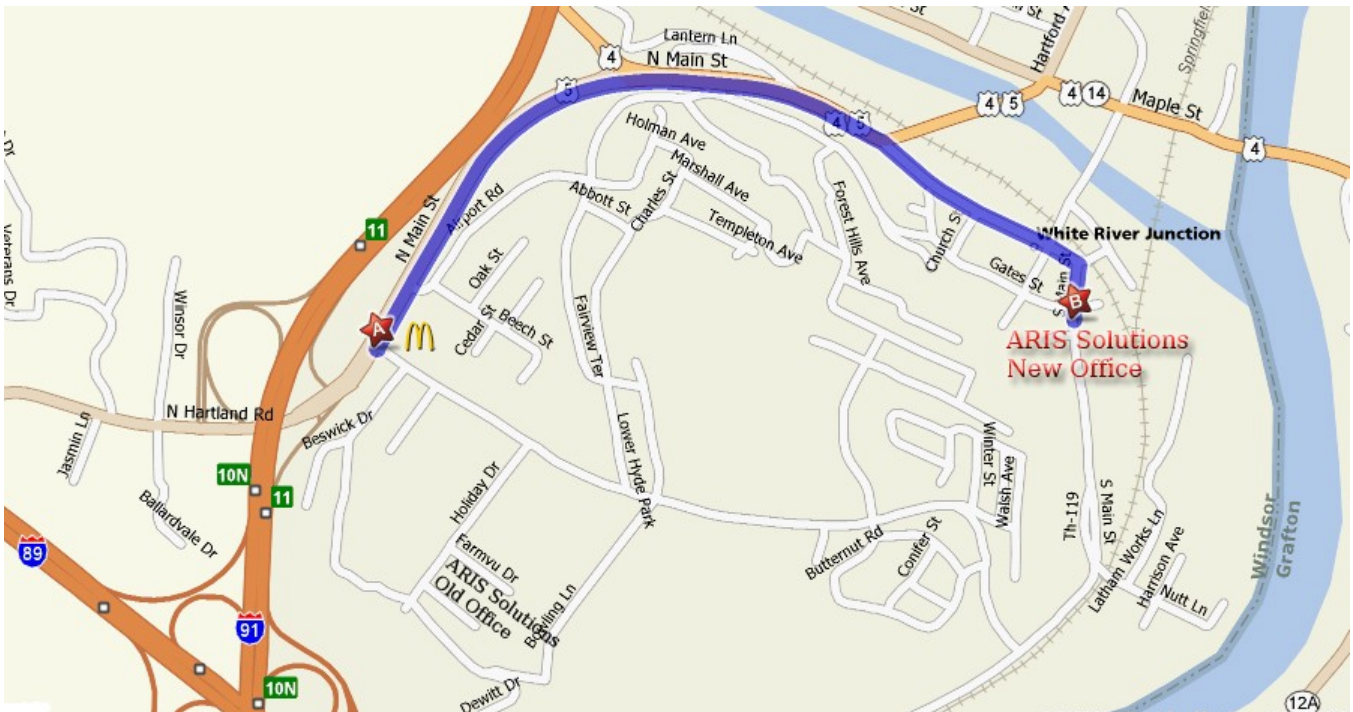 Lantern Ln
N Main St
4
5
4
5
4
5
4
14
Maple St
4
Hartford
Springfield
Holman Ave
Marshall Ave
Abbott St
Charles St
Templeton Ave
Forest Hills Ave
Church St
Gates St
White River Junction
S Main St
N Main St
Airport Rd
Oak St
Cedar St
Beech St
Fairview Ter
11
Veterans Dr
Dr
Winsor Dr
A
B
ARIS Solutions
New Office
N Hartland Rd
Jasmin Ln
Beswick Dr
Ballardvale Dr
10N
11
Lower Hyde Park
Holiday Dr
Farmvu Dr
ARIS Solutions
Old Office
Bowling Ln
Dewitt Dr
Butternut Rd
Conifer St
Winter St
Walsh Ave
Th-119
S Main St
Latham Works Ln
Harrison Ave
Nutt Ln
Windsor
Grafton
89
91
10N
12A